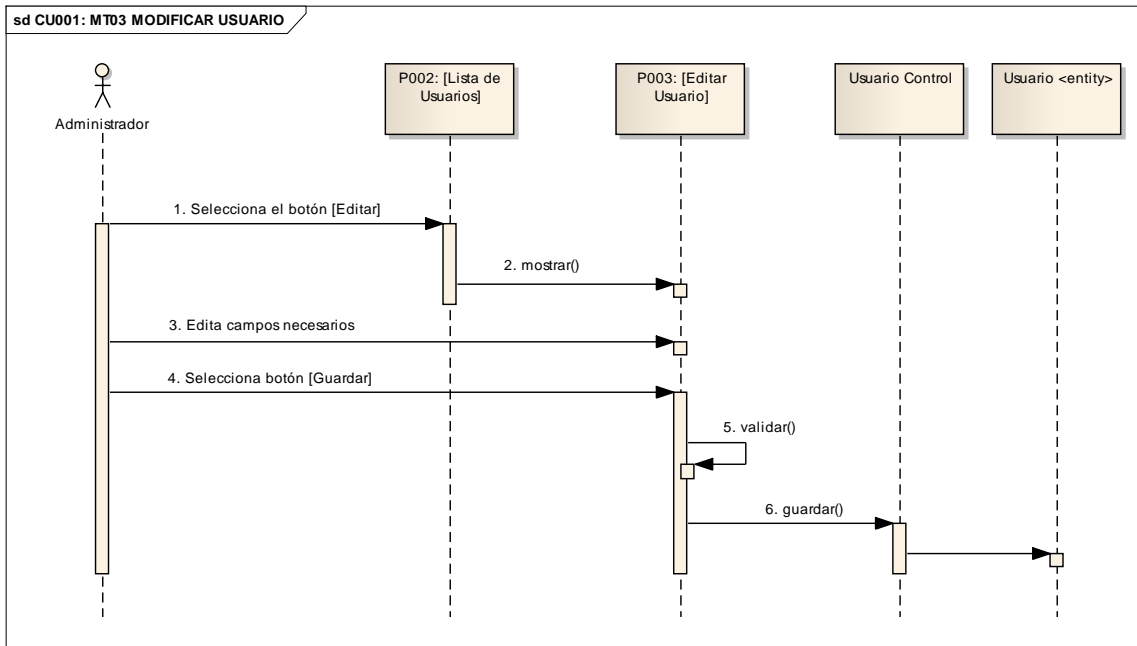 sd CU001: MT03 MODIFICAR USUARIO
Administrador
P002: [Lista de
Usuarios]
P003: [Editar
Usuario]
Usuario Control
Usuario <entity>
1. Selecciona el botón [Editar]
2. mostrar()
3. Edita campos necesarios
4. Selecciona botón [Guardar]
5. validar()
6. guardar()